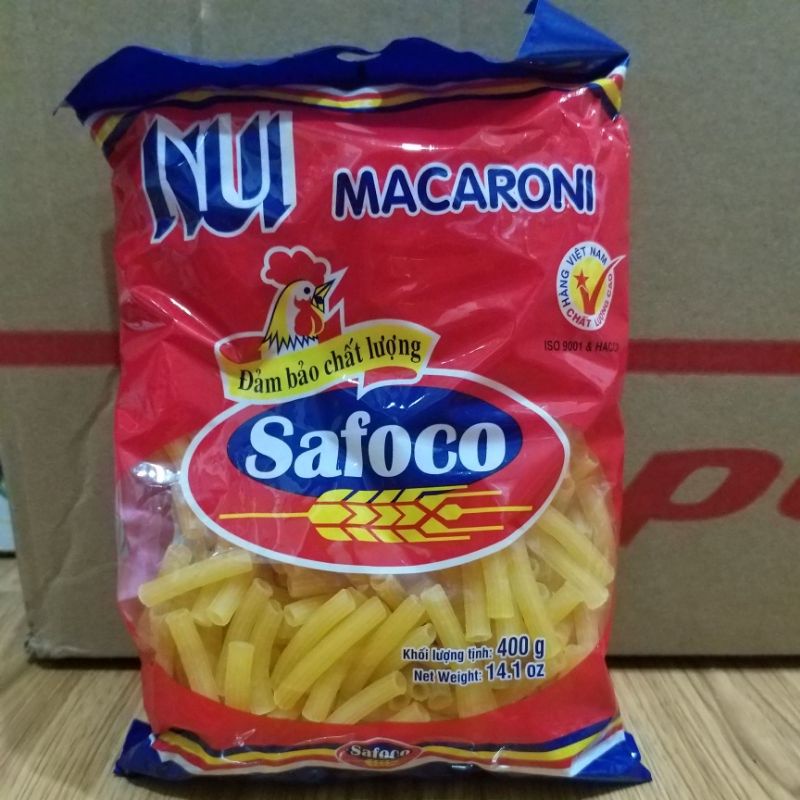 NUI
MACARONI
HÀNG VIỆT NAM
CHẤT LƯỢNG CAO
ISO 9001 &
Đảm bảo chất lượng
Safoco
Khối lượng tịnh: 400 g
Net Weight: 14.1 oz
Safoco